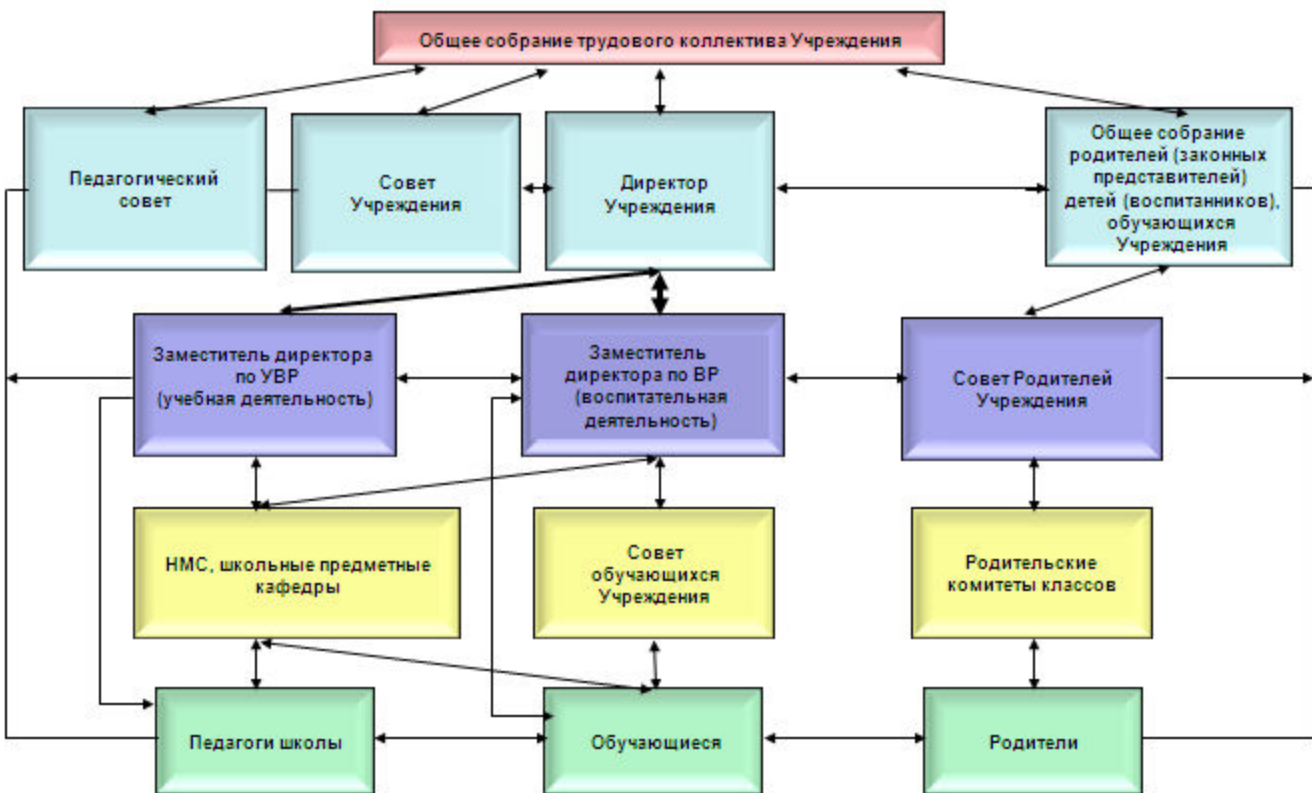 Общее собрание трудового коллектива Учреждения
Педагогический
совет
Совет
Учреждения
Директор
Учреждения
Общее собрание
родителей (законных
представителей)
детей (воспитанников),
обучающихся
Учреждения
Заместитель директора
по УВР
(учебная деятельность)
Заместитель
директора по ВР
(воспитательная
деятельность)
Совет Родителей
Учреждения
НМС, школьные предметные
кафедры
Совет
обучающихся
Учреждения
Родительские
комитеты классов
Педагоги школы
Обучающиеся
Родители